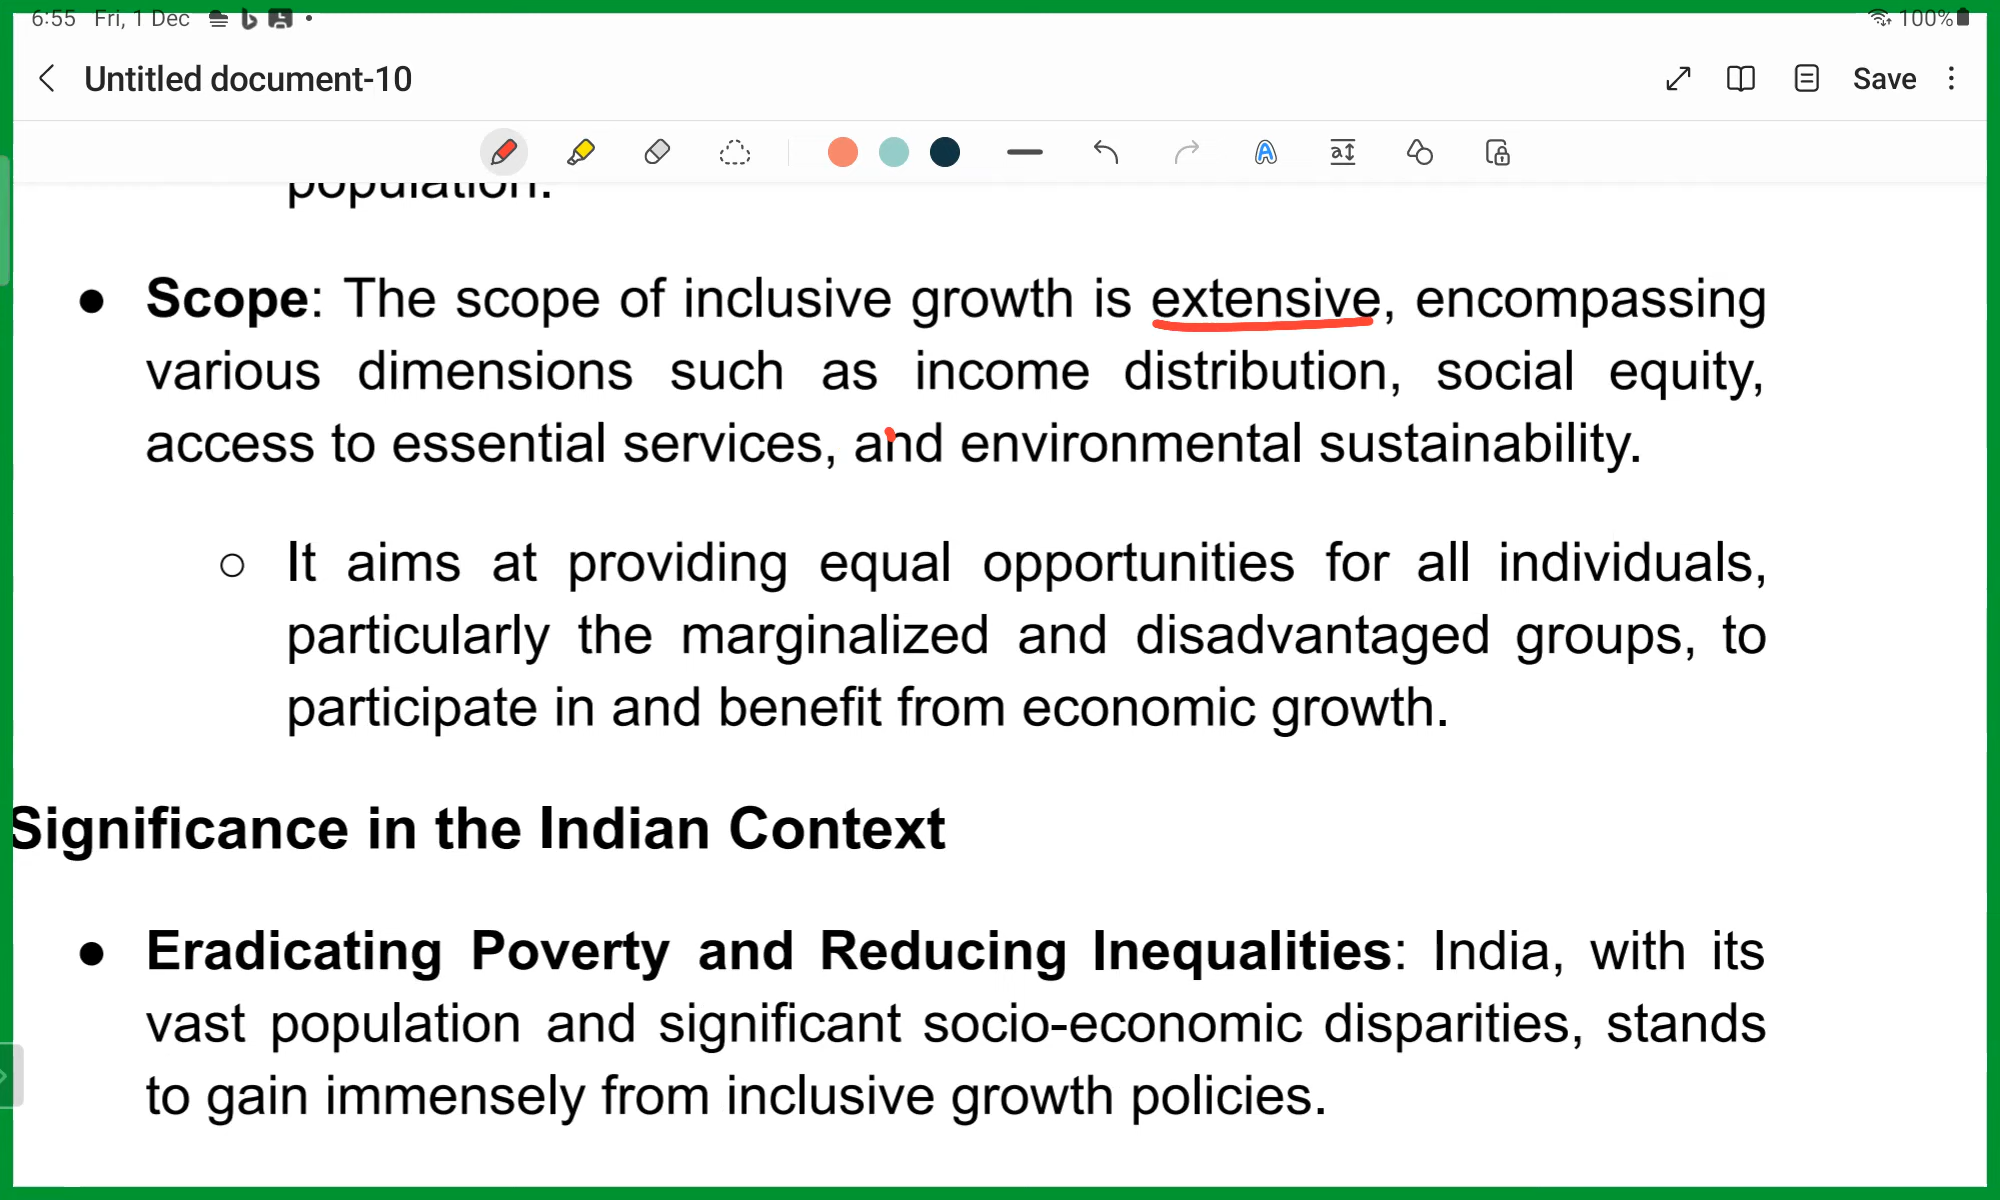 6:55 Fri, 1 Dec
100%
Untitled document-10
Save
population.
● Scope: The scope of inclusive growth is extensive, encompassing
various dimensions such as income distribution, social equity,
access to essential services, and environmental sustainability.
○ It aims at providing equal opportunities for all individuals,
particularly the marginalized and disadvantaged groups, to
participate in and benefit from economic growth.
Significance in the Indian Context
● Eradicating Poverty and Reducing Inequalities: India, with its
vast population and significant socio-economic disparities, stands
to gain immensely from inclusive growth policies.